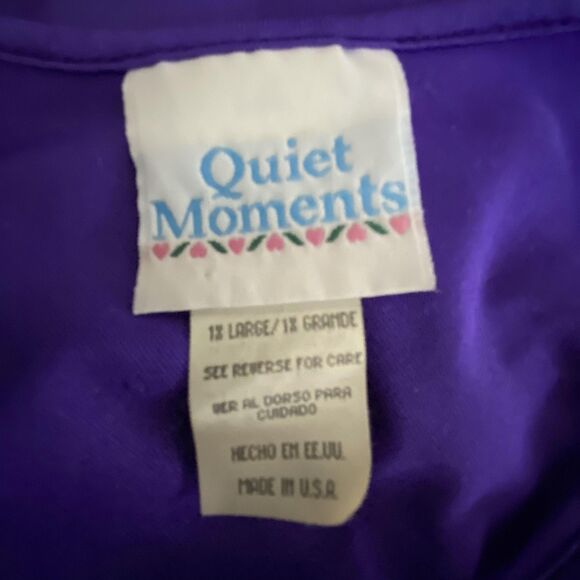 Quiet
Moments
1X LARGE/1X GRANDE
SEE REVERSE FOR CARE
VER AL DORSO PARA
CUIDADO
HECHO EN EE.UU.
MADE IN U.S.A.